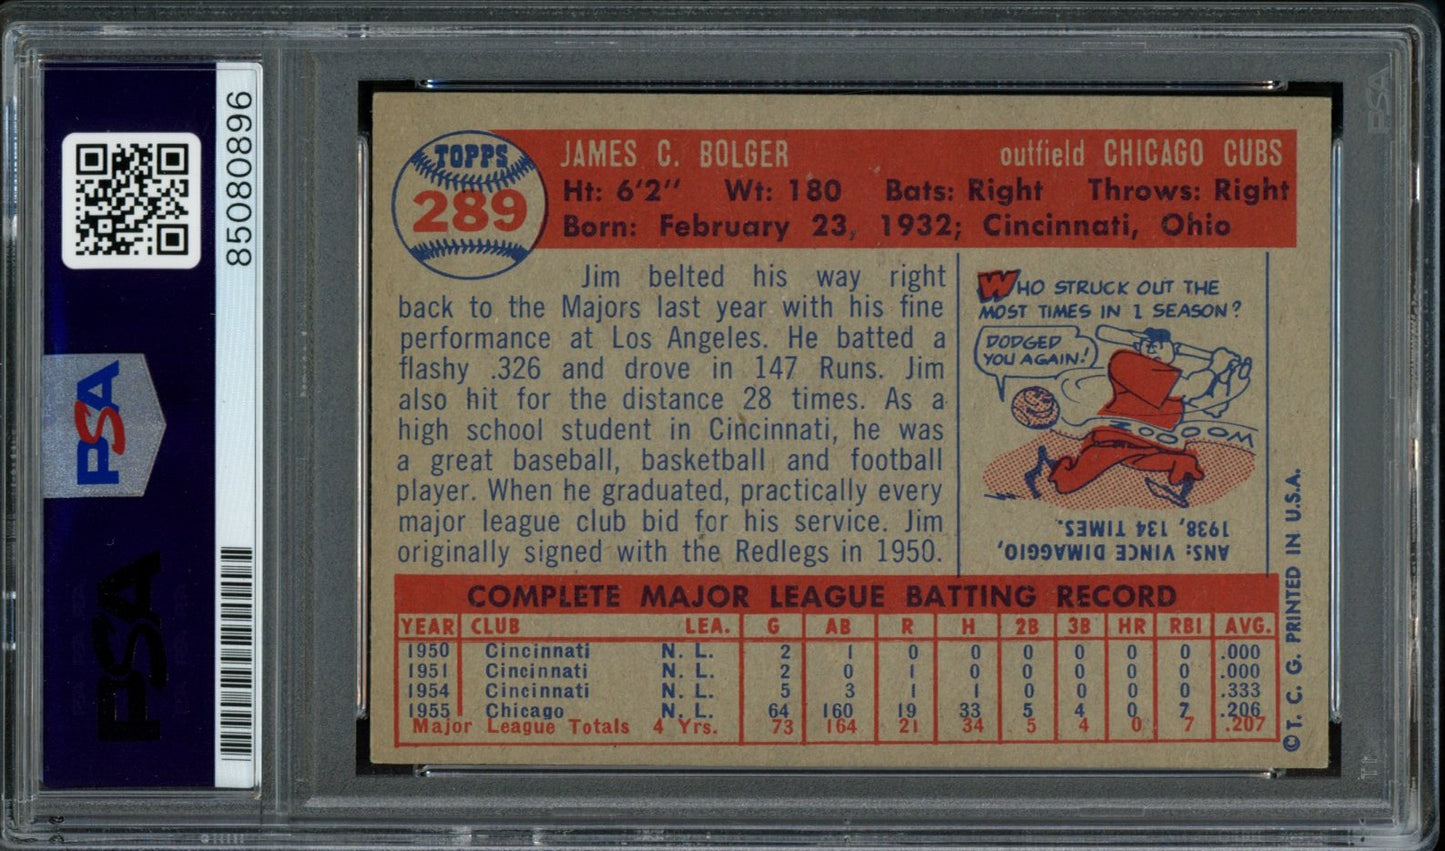 85080896
PSA
PSA
PSA
TOPPS
289
JAMES C. BOLGER outfield CHICAGO CUBS
Ht: 6'2" Wt: 180 Bats: Right Throws: Right
Born: February 23, 1932; Cincinnati, Ohio
Jim belted his way right
back to the Majors last year with his fine
performance at Los Angeles. He batted a
flashy .326 and drove in 147 Runs. Jim
also hit for the distance 28 times. As a
high school student in Cincinnati, he was
a great baseball, basketball and football
player. When he graduated, practically every
major league club bid for his service. Jim
originally signed with the Redlegs in 1950.
WHO STRUCK OUT THE
MOST TIMES IN 1 SEASON?
DODGED
YOU AGAIN!
ZOOOOM
ANS: VINCE DIMAGGIO,
1938, 134 TIMES.
COMPLETE MAJOR LEAGUE BATTING RECORD
YEAR CLUB LEA. G AB R H 2B 3B HR RBI AVG.
1950 Cincinnati N. L. 2 1 0 0 0 0 0 0 .000
1951 Cincinnati N. L. 2 0 1 0 0 0 0 0 .000
1954 Cincinnati N. L. 5 3 1 1 0 0 0 0 .333
1955 Chicago N. L. 64 160 19 33 5 4 0 7 .206
Major League Totals 4 Yrs. 73 164 21 34 5 4 0 7 .207
© T. C. G. PRINTED IN U.S.A.